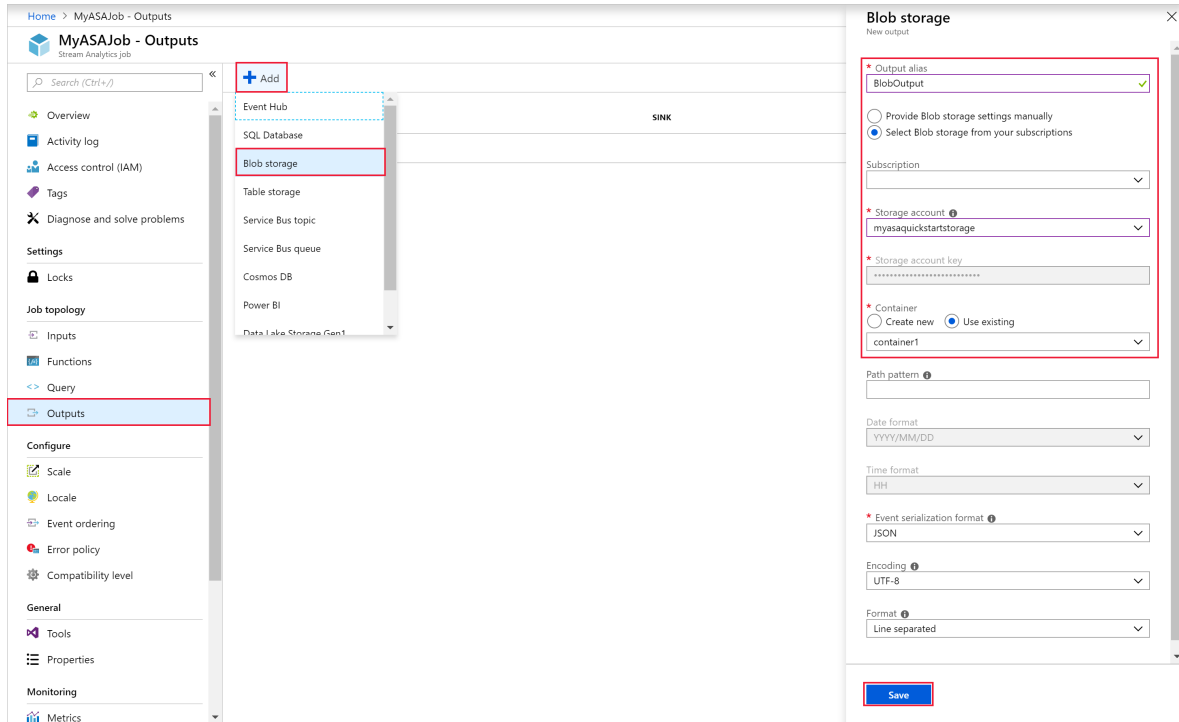 Home > MyASAJob - Outputs
MyASAJob - Outputs
Stream Analytics job
Search (Ctrl+/)
«
Overview
Activity log
Access control (IAM)
Tags
Diagnose and solve problems
Settings
Locks
Job topology
Inputs
Functions
Query
Outputs
Configure
Scale
Locale
Event ordering
Error policy
Compatibility level
General
Tools
Properties
Monitoring
Metrics
Add
SINK
Event Hub
SQL Database
Blob storage
Table storage
Service Bus topic
Service Bus queue
Cosmos DB
Power BI
Data Lake Storage Gen1
Blob storage
New output
* Output alias
BlobOutput
Provide Blob storage settings manually
Select Blob storage from your subscriptions
Subscription
* Storage account
myasaquickstartstorage
* Storage account key
* Container
Create new Use existing
container1
Path pattern
Date format
YYYY/MM/DD
Time format
HH
* Event serialization format
JSON
Encoding
UTF-8
Format
Line separated
Save